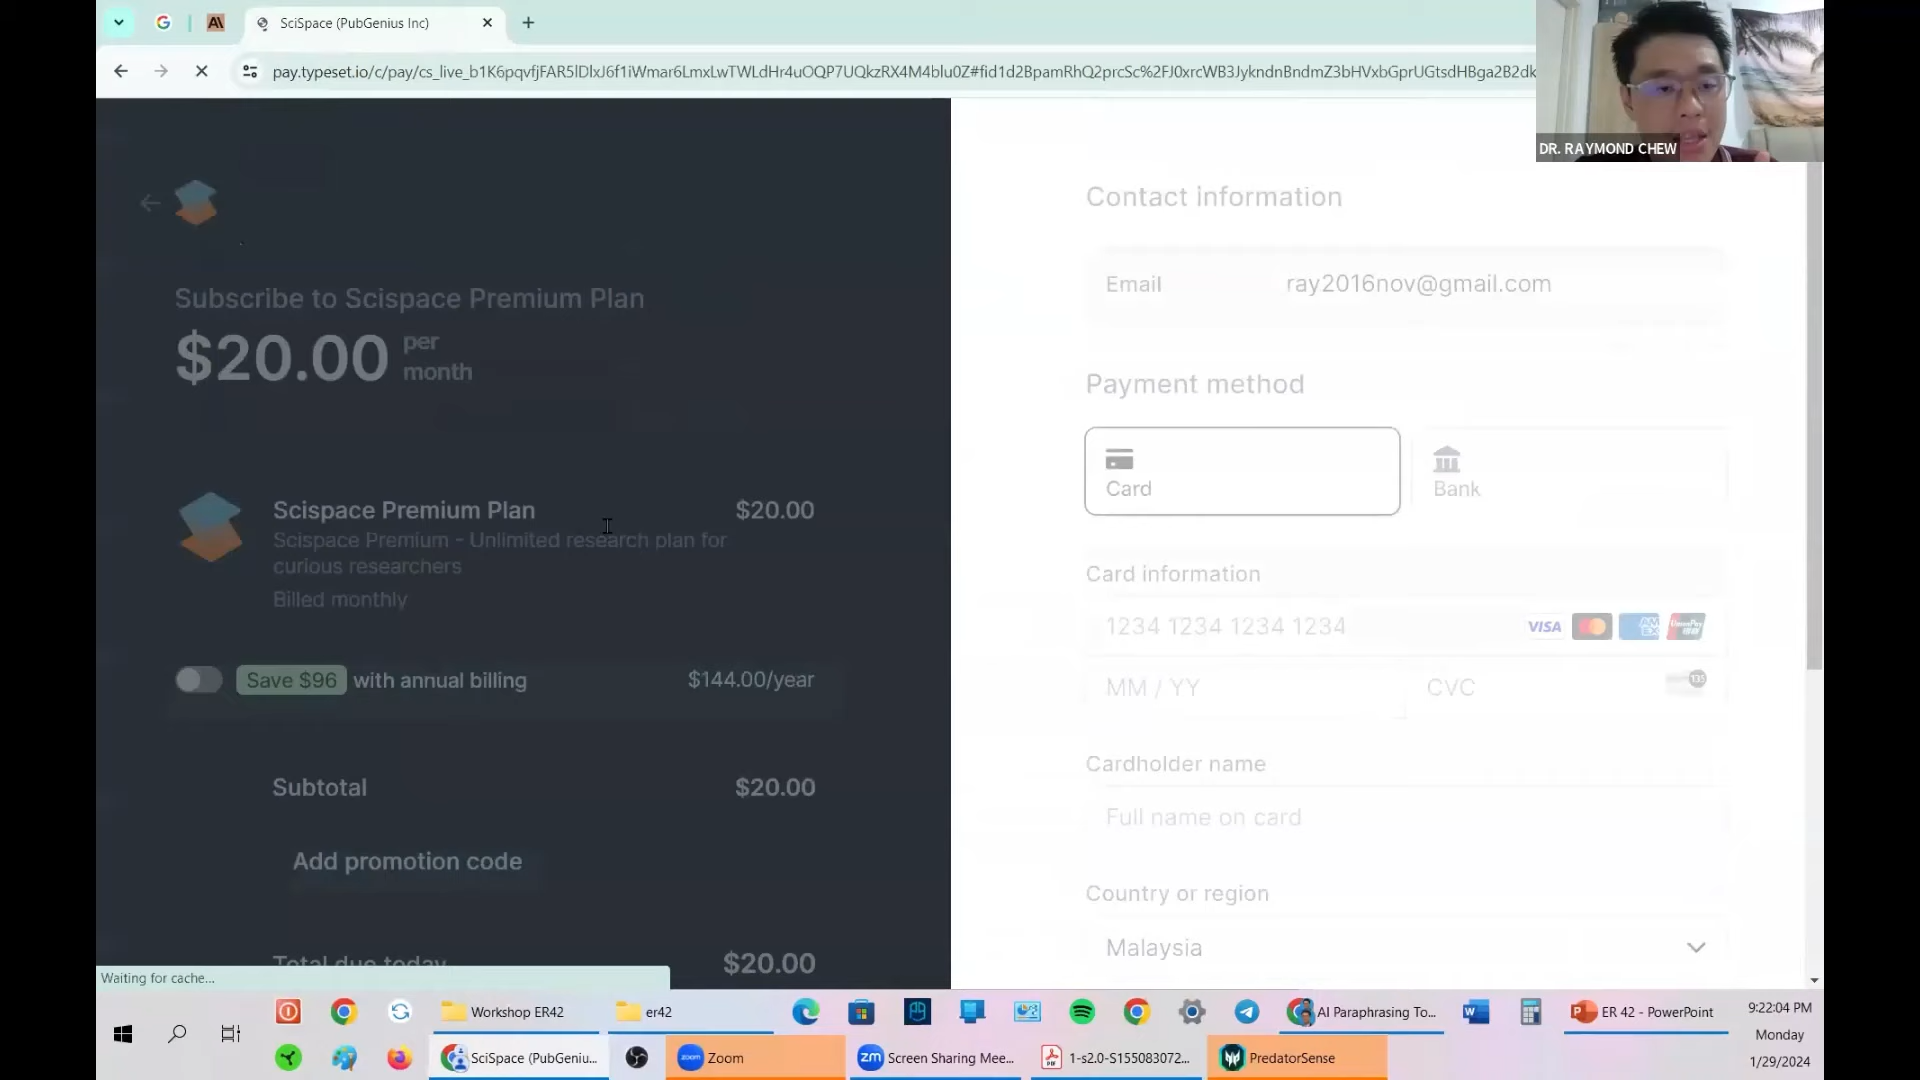 SciSpace (PubGenius Inc)
pay.typeset.io/c/pay/cs_live_b1K6pqvfjFAR5lDlxJ6f1iWmar6LmxLwTWLdHr4uOQP7UQkzRX4M4blu0Z#fid1d2BpamRhQ2prcSc%2FJ0xrcWB3JykndnBndmZ3bHVxbGprUGtsdHBga2B2dk
DR. RAYMOND CHEW
Subscribe to Scispace Premium Plan
$20.00 per
month
Scispace Premium Plan $20.00
Scispace Premium - Unlimited research plan for
curious researchers
Billed monthly
Save $96 with annual billing $144.00/year
Subtotal $20.00
Add promotion code
Total due today $20.00
Contact information
Email ray2016nov@gmail.com
Payment method
Card
Bank
Card information
1234 1234 1234 1234 VISA
MM / YY CVC 135
Cardholder name
Full name on card
Country or region
Malaysia
Waiting for cache...
Workshop ER42 er42 AI Paraphrasing To... ER 42 - PowerPoint
SciSpace (PubGeniu... Zoom Screen Sharing Mee... 1-s2.0-S155083072... PredatorSense
9:22:04 PM
Monday
1/29/2024